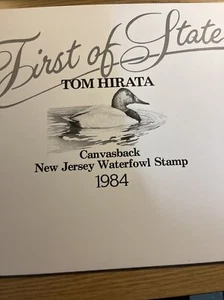 First of State
TOM HIRATA
Canvasback
New Jersey Waterfowl Stamp
1984